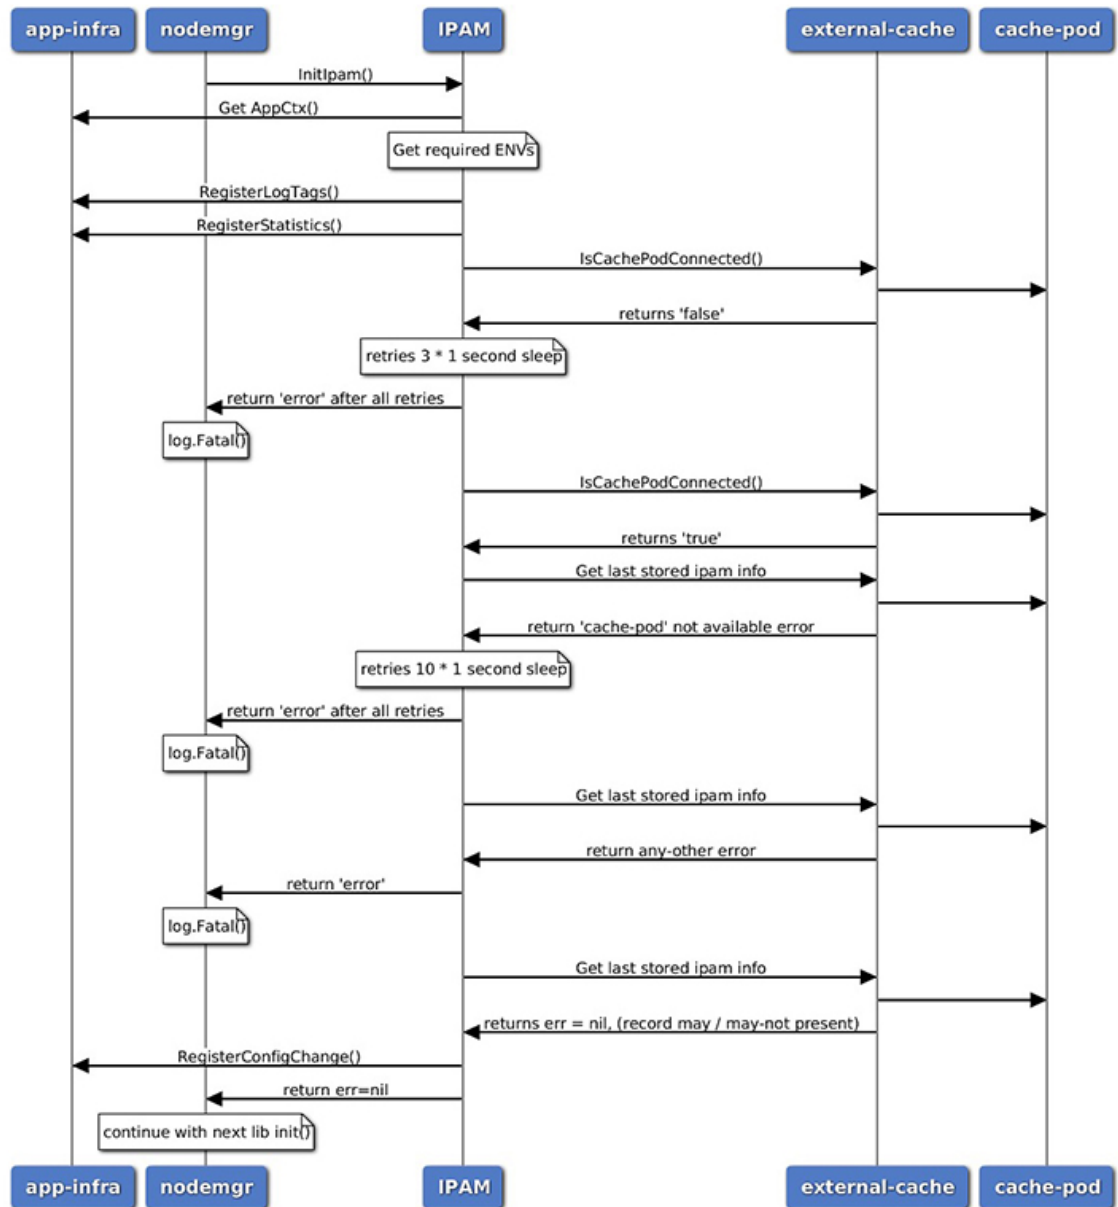 app-infra nodemgr IPAM external-cache cache-pod
InitIpam()
Get AppCtx()
Get required ENVs
RegisterLogTags()
RegisterStatistics()
IsCachePodConnected()
returns 'false'
retries 3 * 1 second sleep
return 'error' after all retries
log.Fatal()
IsCachePodConnected()
returns 'true'
Get last stored ipam info
return 'cache-pod' not available error
retries 10 * 1 second sleep
return 'error' after all retries
log.Fatal()
Get last stored ipam info
return any-other error
return 'error'
log.Fatal()
Get last stored ipam info
returns err = nil, (record may / may-not present)
RegisterConfigChange()
return err=nil
continue with next lib init()
app-infra nodemgr IPAM external-cache cache-pod